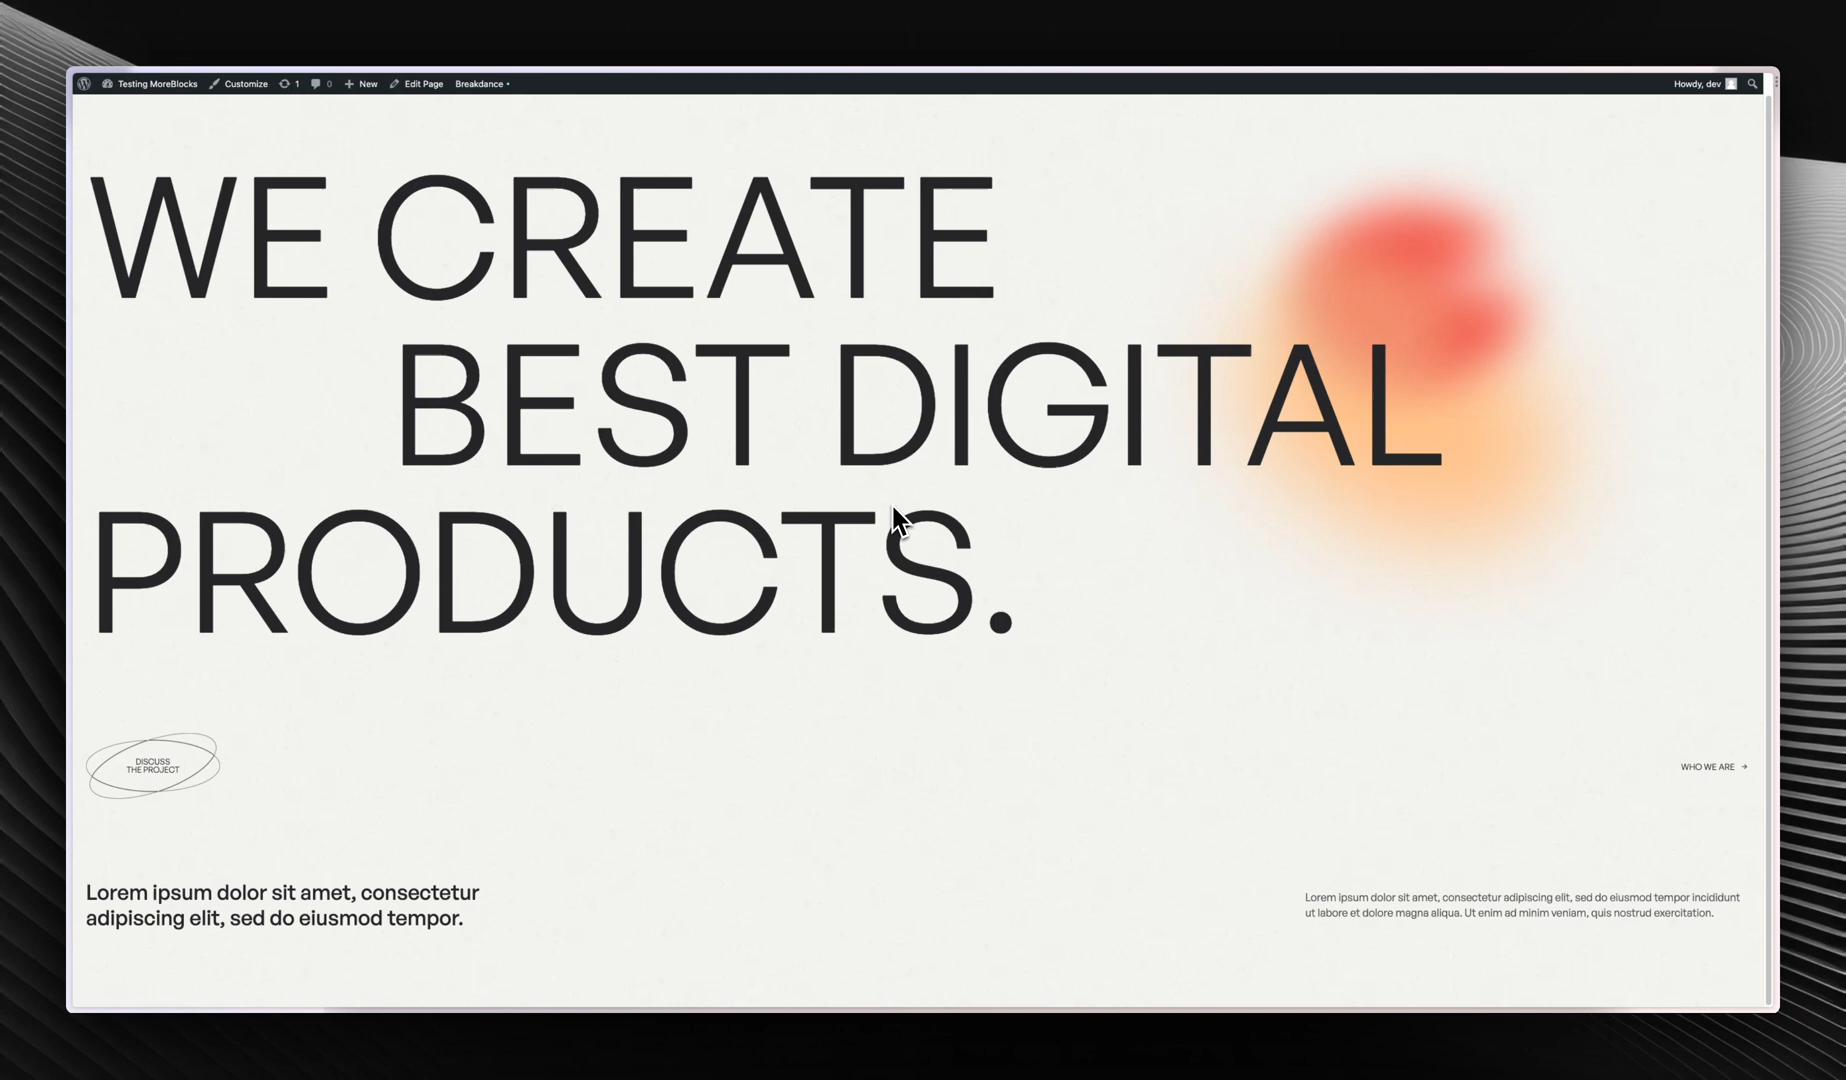 Testing MoreBlocks Customize 1 0 New Edit Page Breakdance Howdy, dev
WE CREATE
BEST DIGITAL
PRODUCTS.
DISCUSS
THE PROJECT
WHO WE ARE →
Lorem ipsum dolor sit amet, consectetur
adipiscing elit, sed do eiusmod tempor.
Lorem ipsum dolor sit amet, consectetur adipiscing elit, sed do eiusmod tempor incididunt
ut labore et dolore magna aliqua. Ut enim ad minim veniam, quis nostrud exercitation.